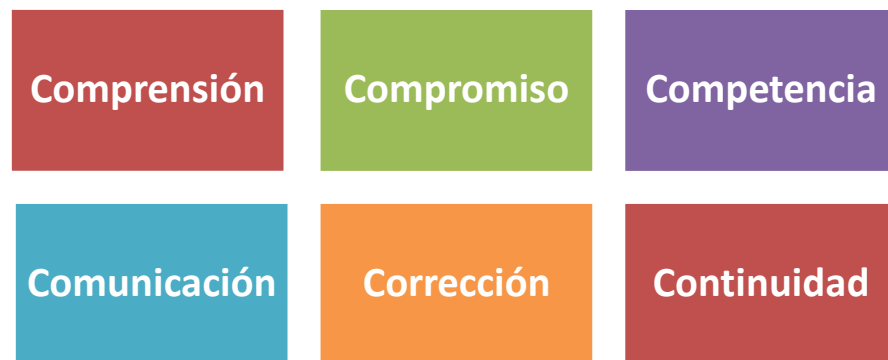 Comprensión
Compromiso
Competencia
Comunicación
Corrección
Continuidad